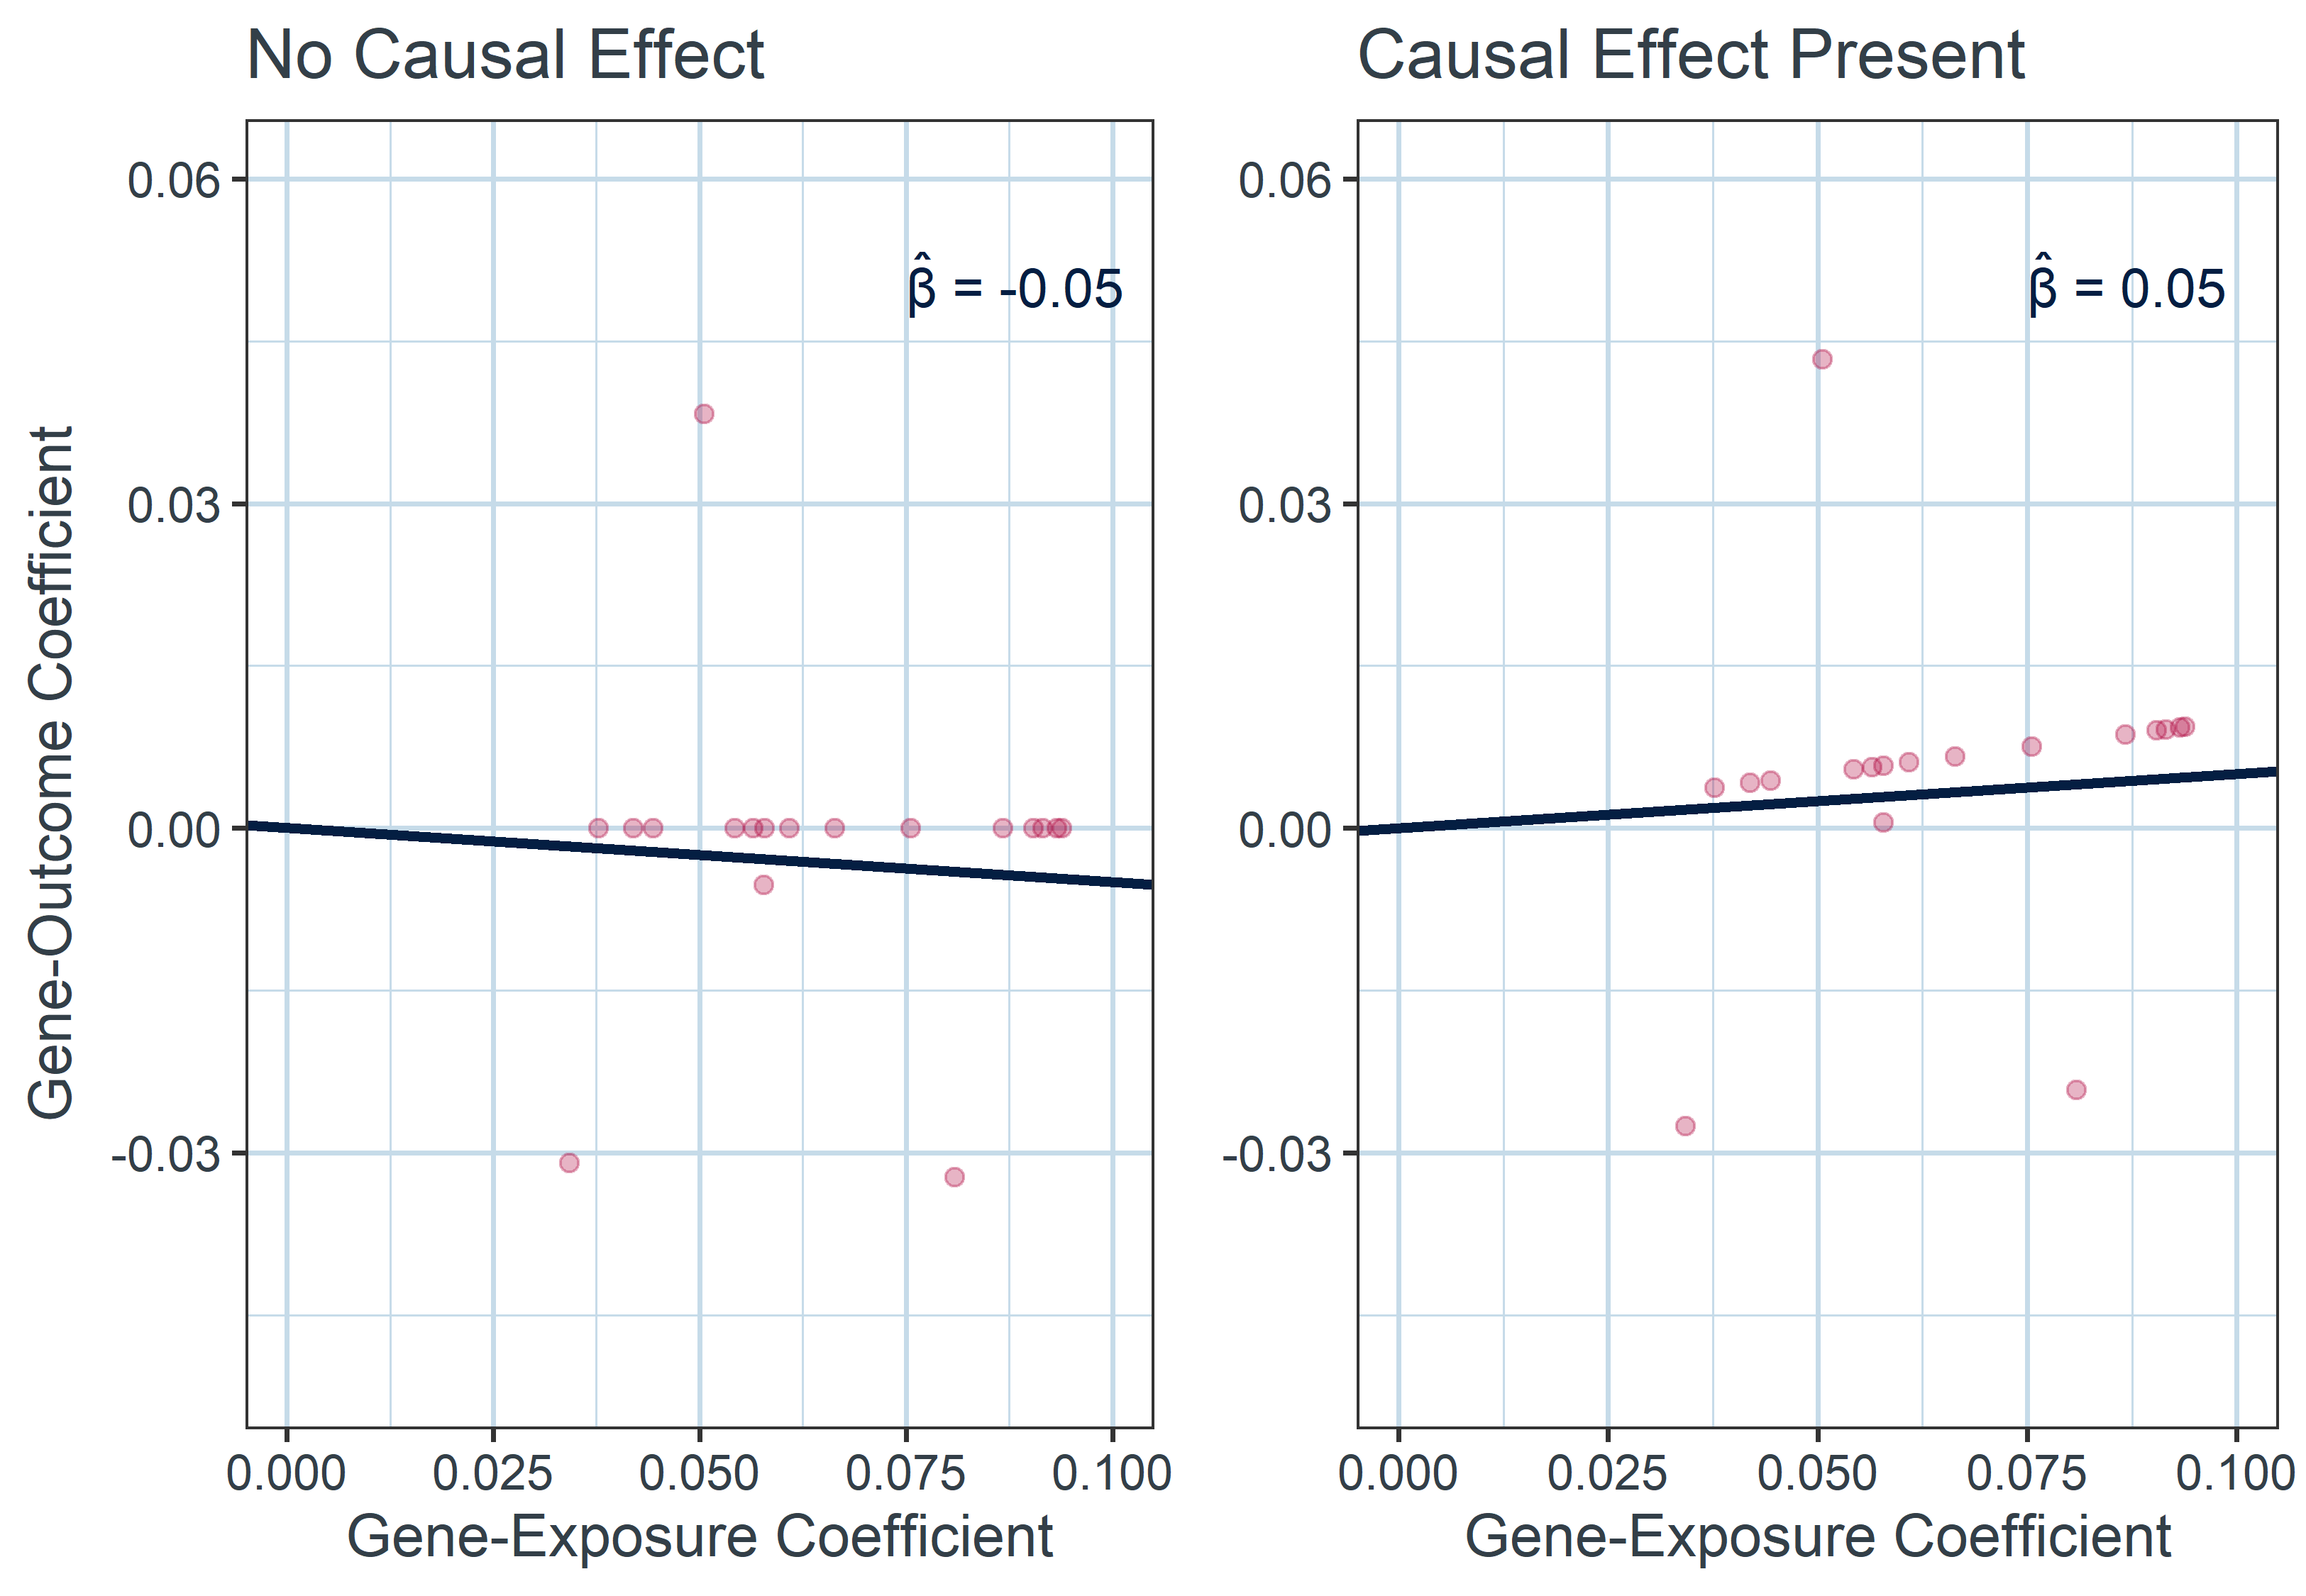 No Causal Effect
Causal Effect Present
Gene-Outcome Coefficient
0.06
0.03
0.00
-0.03
β̂ = -0.05
0.000 0.025 0.050 0.075 0.100
Gene-Exposure Coefficient
0.06
0.03
0.00
-0.03
β̂ = 0.05
0.000 0.025 0.050 0.075 0.100
Gene-Exposure Coefficient